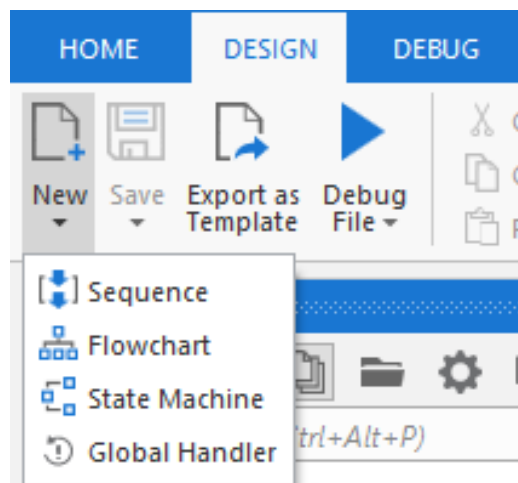 HOME DESIGN DEBUG
New Save Export as Template Debug File
Sequence
Flowchart
State Machine
Global Handler
trl+Alt+P)